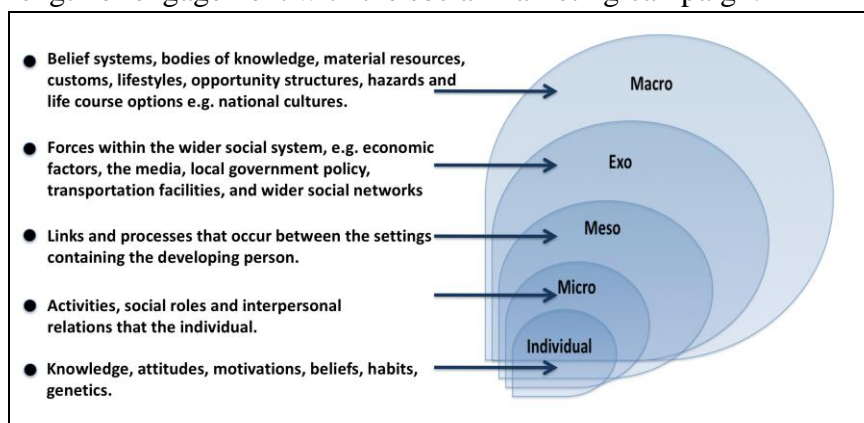 ● Belief systems, bodies of knowledge, material resources,
customs, lifestyles, opportunity structures, hazards and
life course options e.g. national cultures.
● Forces within the wider social system, e.g. economic
factors, the media, local government policy,
transportation facilities, and wider social networks
● Links and processes that occur between the settings
containing the developing person.
● Activities, social roles and interpersonal
relations that the individual.
● Knowledge, attitudes, motivations, beliefs, habits,
genetics.
Macro
Exo
Meso
Micro
Individual